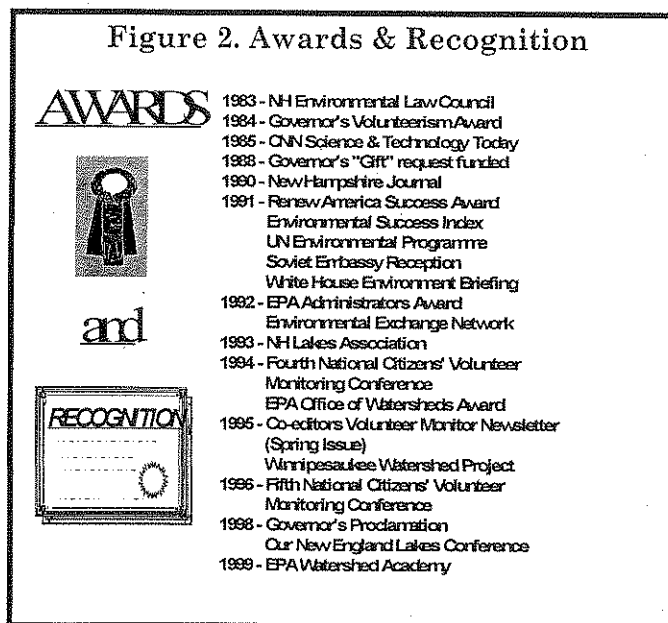 Figure 2. Awards & Recognition
AWARDS
1983 - NH Environmental Law Council
1984 - Governor's Volunteerism Award
1985 - CNN Science & Technology Today
1988 - Governor's "Gift" request funded
1990 - New Hampshire Journal
1991 - Renew America Success Award
Environmental Success Index
UN Environmental Programme
Soviet Embassy Reception
White House Environment Briefing
and
1992 - EPA Administrators Award
Environmental Exchange Network
1993 - NH Lakes Association
1994 - Fourth National Citizens' Volunteer
Monitoring Conference
EPA Office of Watersheds Award
RECOGNITION
1995 - Co-editors Volunteer Monitor Newsletter
(Spring Issue)
Winnipesaukee Watershed Project
1996 - Fifth National Citizens' Volunteer
Monitoring Conference
1998 - Governor's Proclamation
Our New England Lakes Conference
1999 - EPA Watershed Academy